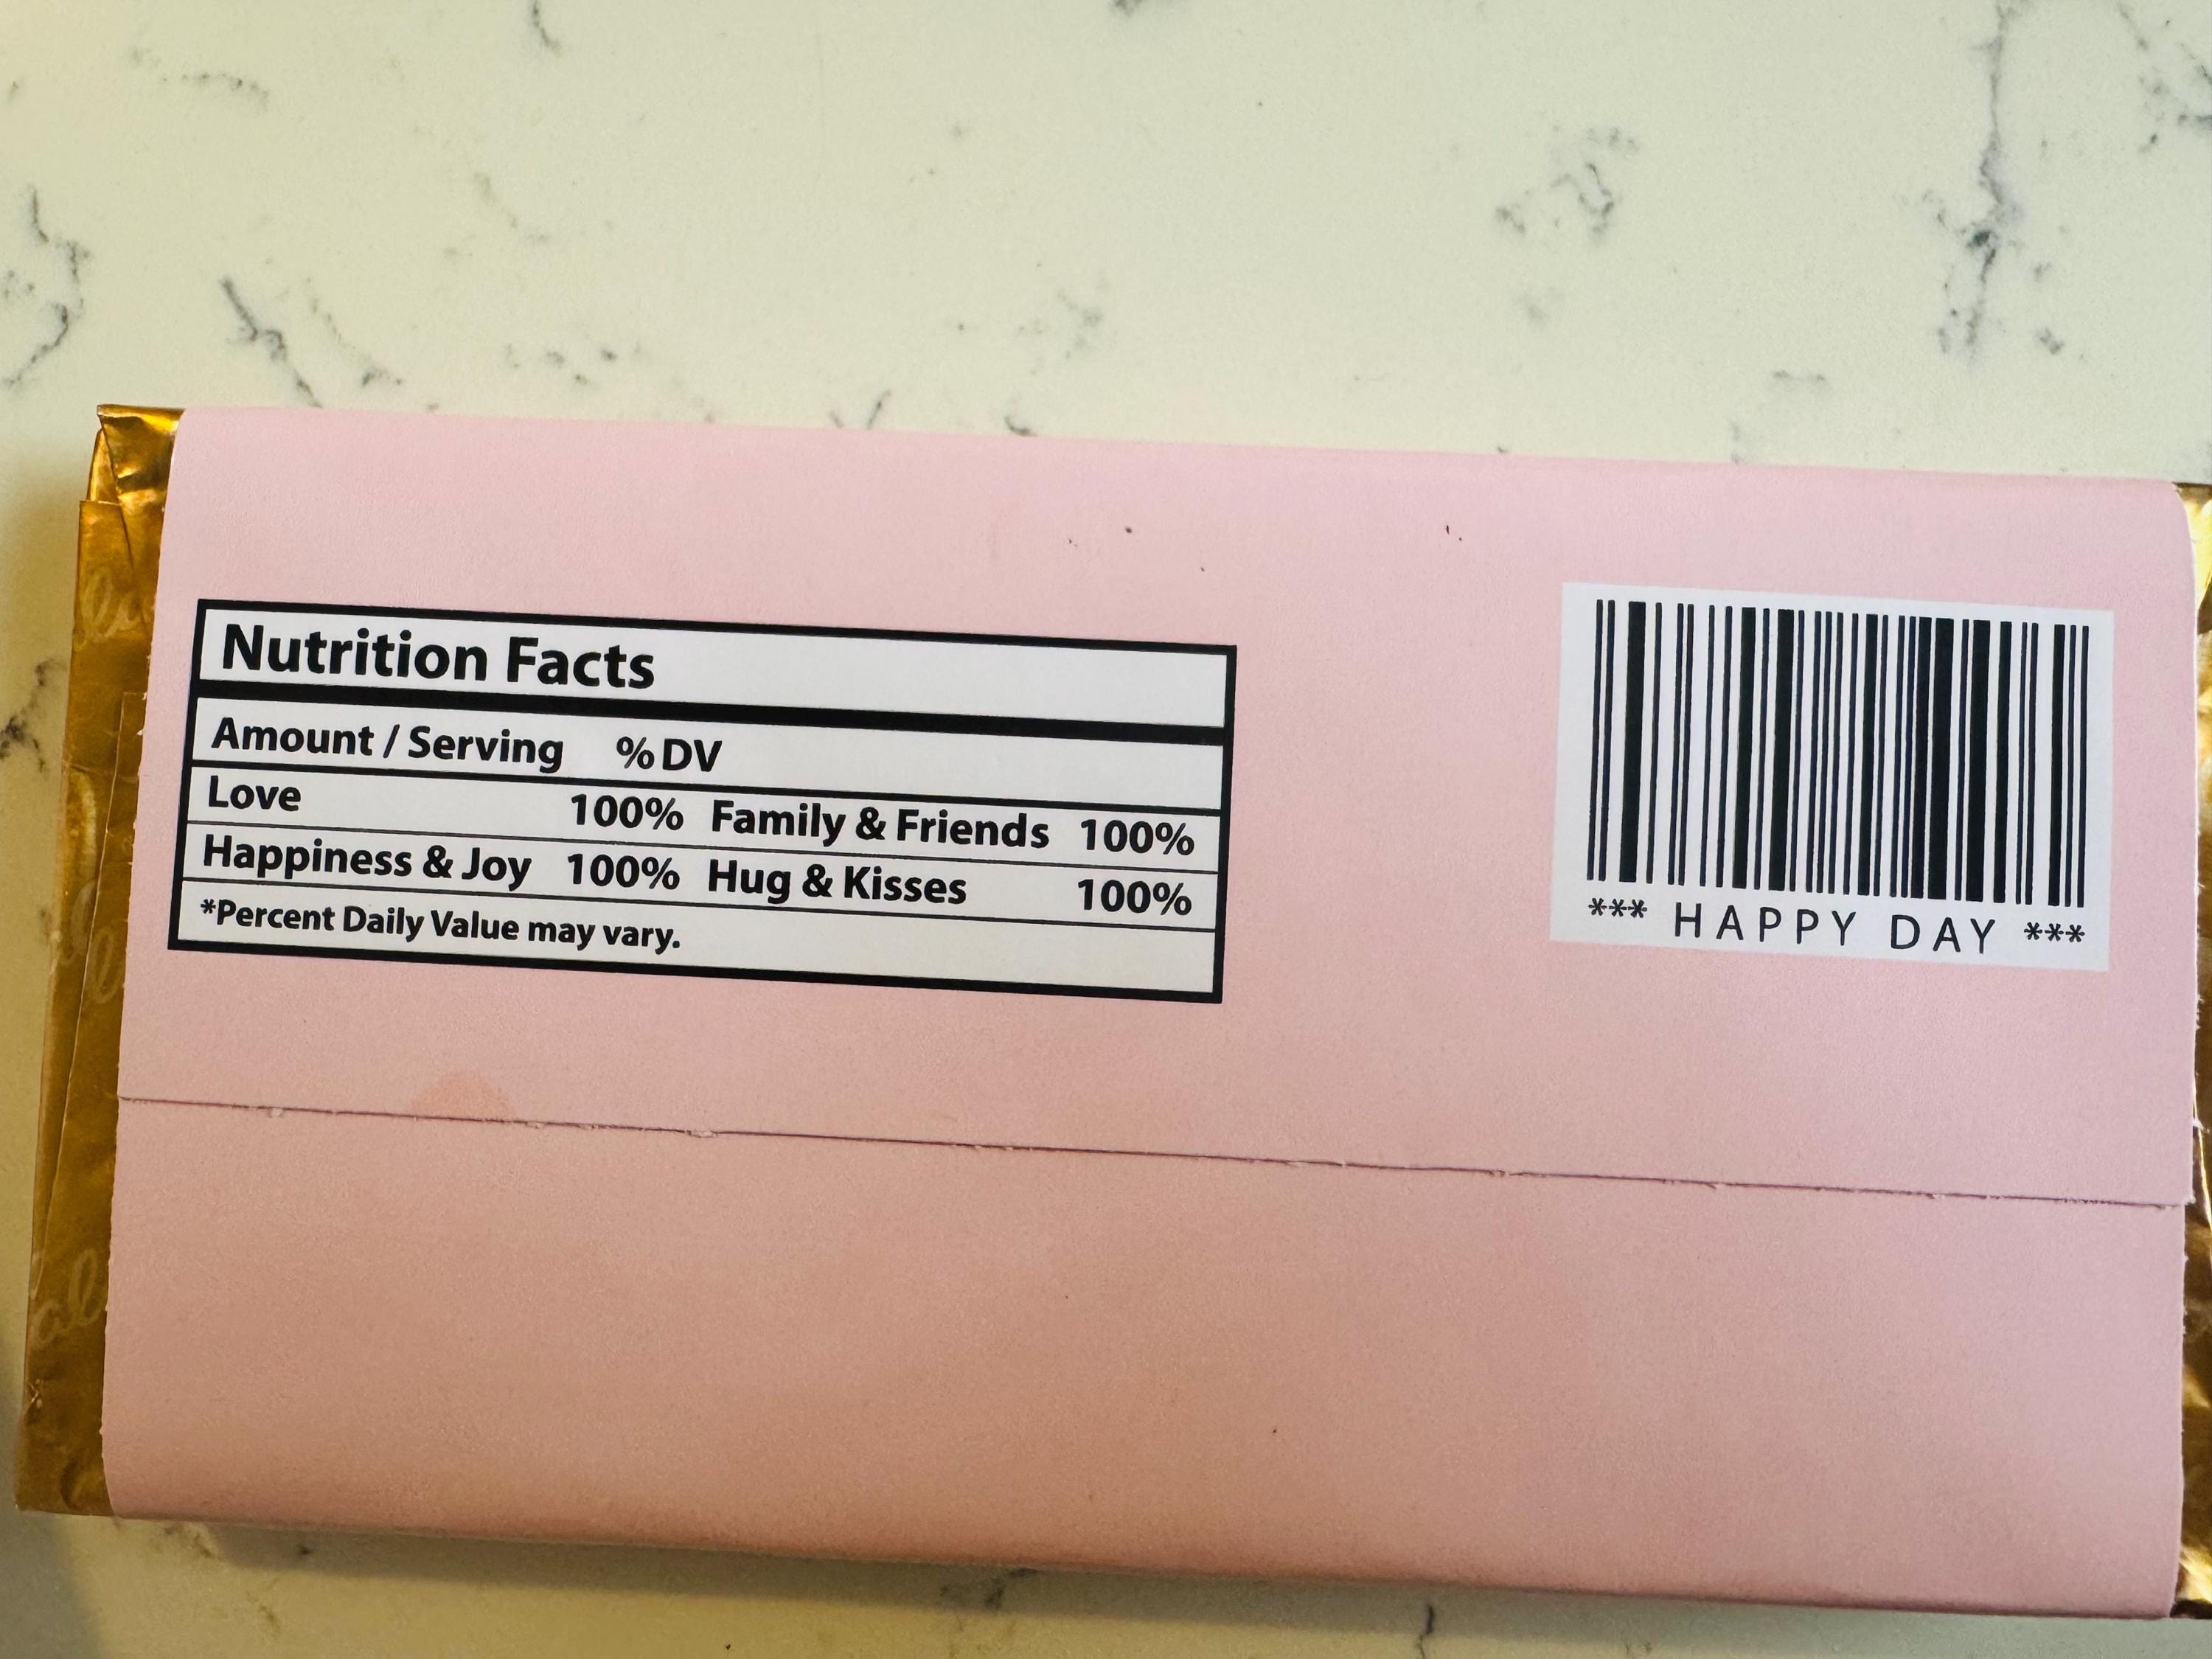 Nutrition Facts
Amount / Serving %DV
Love 100% Family & Friends 100%
Happiness & Joy 100% Hug & Kisses 100%
*Percent Daily Value may vary.
*** HAPPY DAY ***